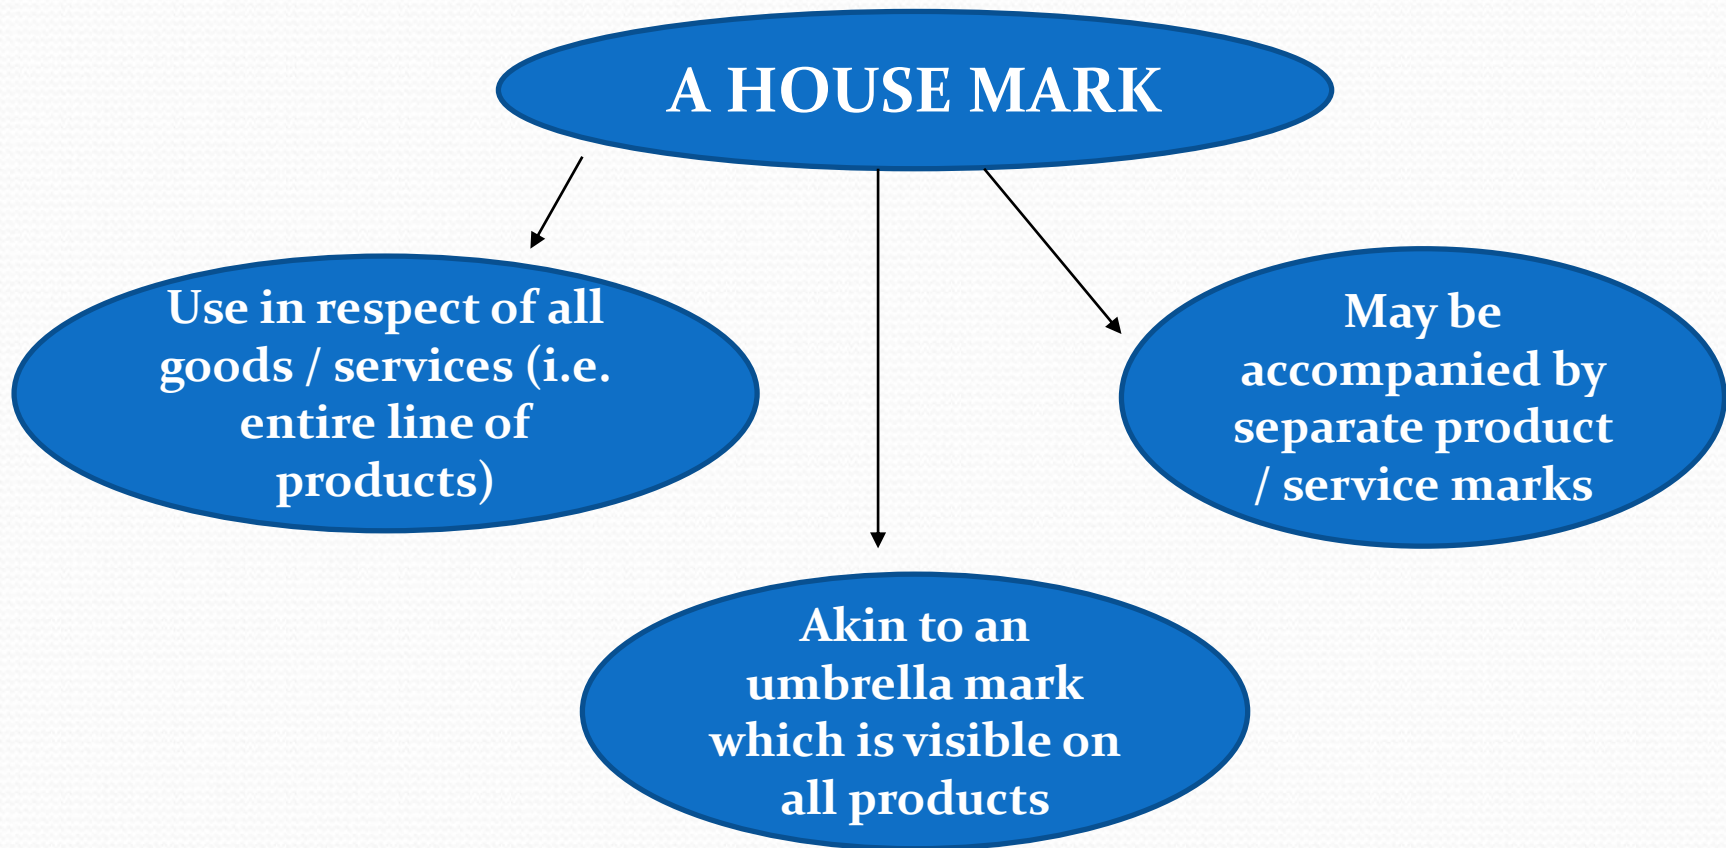 A HOUSE MARK
Use in respect of all
goods / services (i.e.
entire line of
products)
May be
accompanied by
separate product
/ service marks
Akin to an
umbrella mark
which is visible on
all products